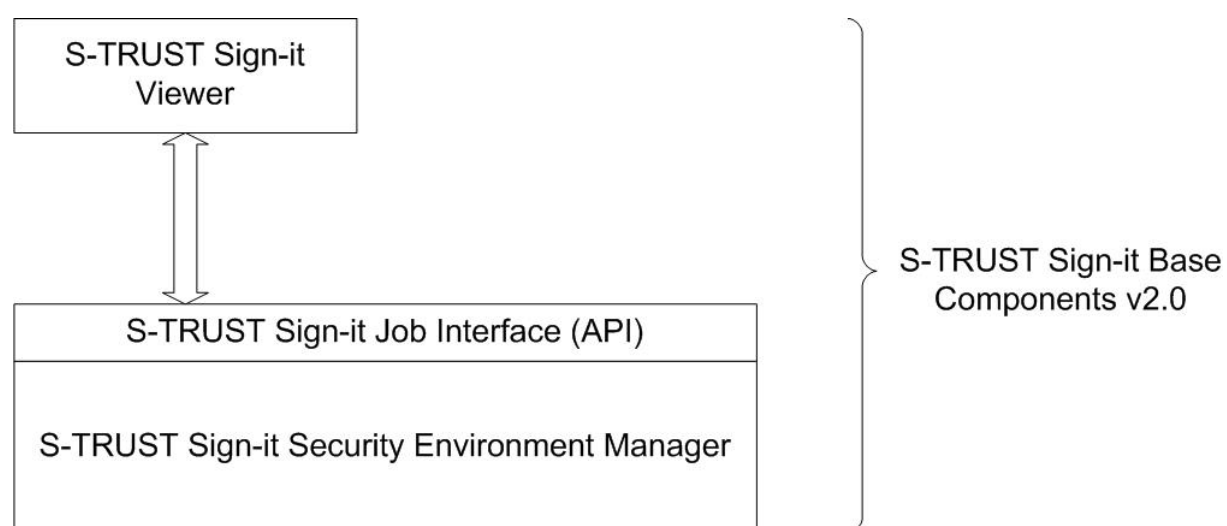 S-TRUST Sign-it
Viewer
S-TRUST Sign-it Base
Components v2.0
S-TRUST Sign-it Job Interface (API)
S-TRUST Sign-it Security Environment Manager